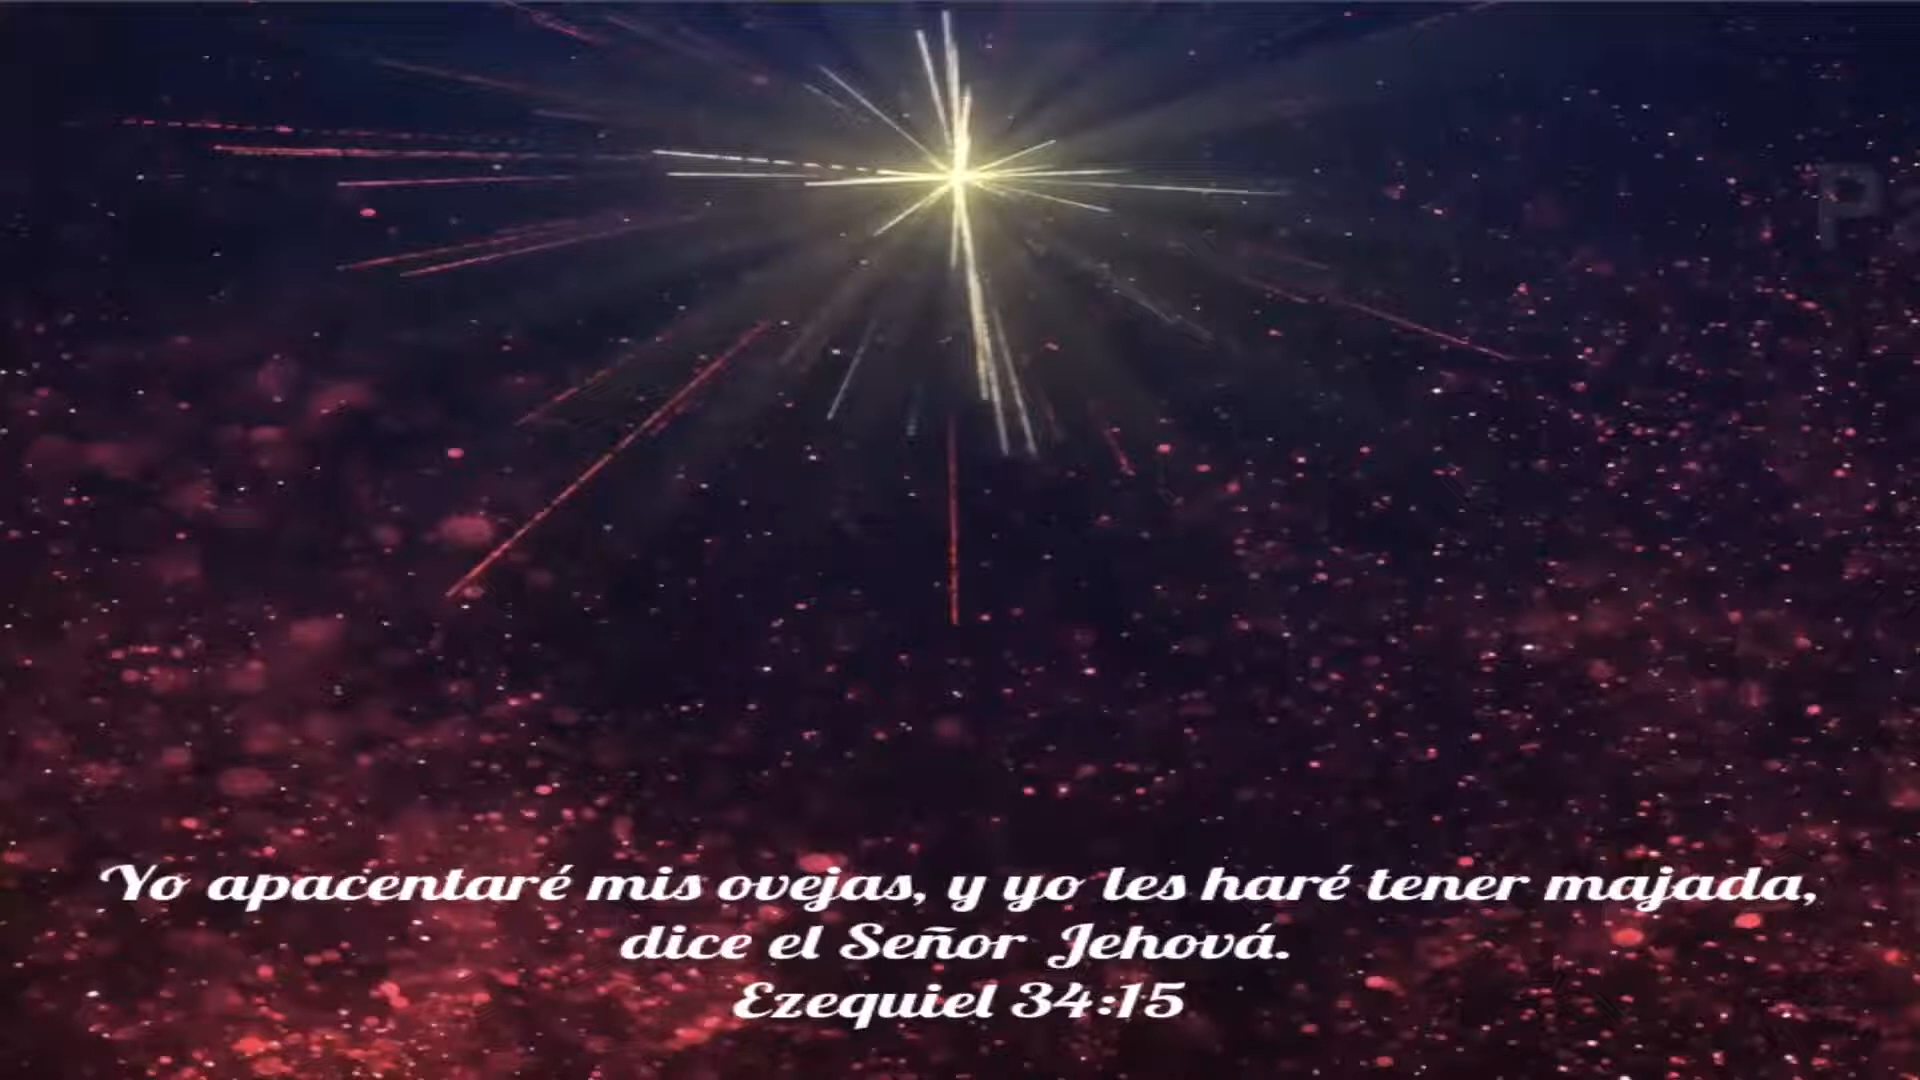 Yo apacentaré mis ovejas, y yo les haré tener majada,
dice el Señor Jehová.
Ezequiel 34:15